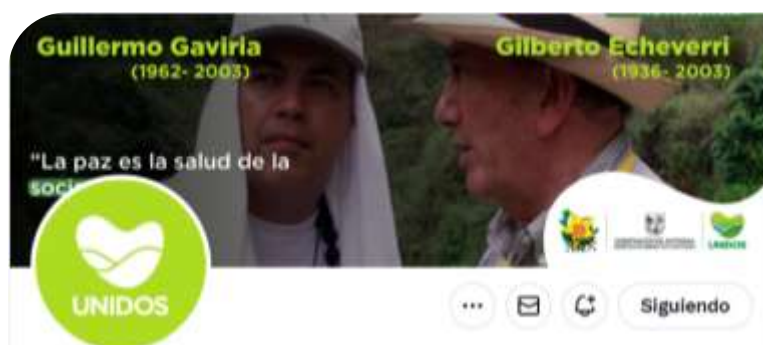 Guillermo Gaviria
(1962- 2003)
Gilberto Echeverri
(1936- 2003)
"La paz es la salud de la
UNIDOS
UNIDOS
Siguiendo